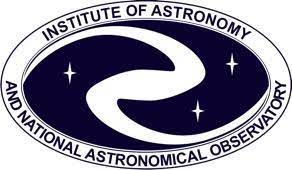 INSTITUTE OF ASTRONOMY
AND NATIONAL ASTRONOMICAL OBSERVATORY